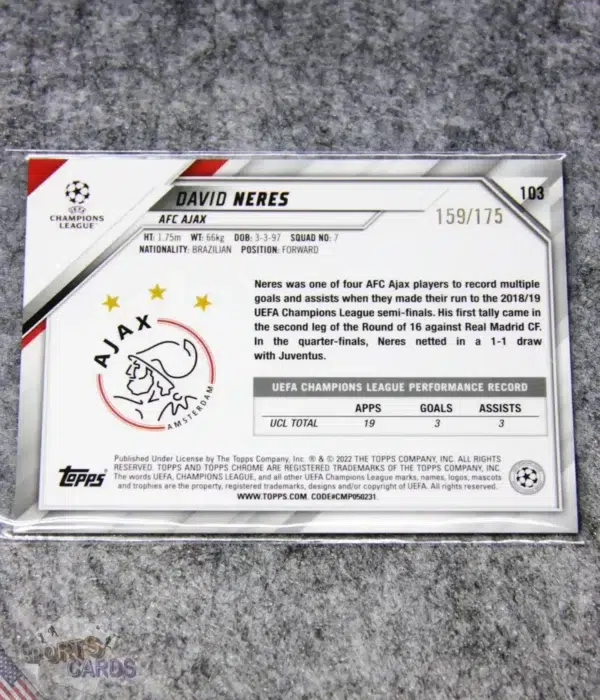 103
DAVID NERES
AFC AJAX
159/175
UEFA
CHAMPIONS
LEAGUE
HT: 1.75m WT: 66kg DOB: 3-3-97 SQUAD NO: 7
NATIONALITY: BRAZILIAN POSITION: FORWARD
Neres was one of four AFC Ajax players to record multiple
goals and assists when they made their run to the 2018/19
UEFA Champions League semi-finals. His first tally came in
the second leg of the Round of 16 against Real Madrid CF.
In the quarter-finals, Neres netted in a 1-1 draw
with Juventus.
AJAX
AMSTERDAM
UEFA CHAMPIONS LEAGUE PERFORMANCE RECORD
APPS GOALS ASSISTS
UCL TOTAL 19 3 3
Published Under License by The Topps Company, Inc. ® & © 2022 THE TOPPS COMPANY, INC. ALL RIGHTS
RESERVED. TOPPS AND TOPPS CHROME ARE REGISTERED TRADEMARKS OF THE TOPPS COMPANY, INC.
The words UEFA, CHAMPIONS LEAGUE, and all other UEFA Champions League marks, names, logos, mascots
and trophies are the property, registered trademarks, designs and/or copyright of UEFA. All rights reserved.
WWW.TOPPS.COM. CODE#CMP050231.
Topps
SPORTS
CARDS